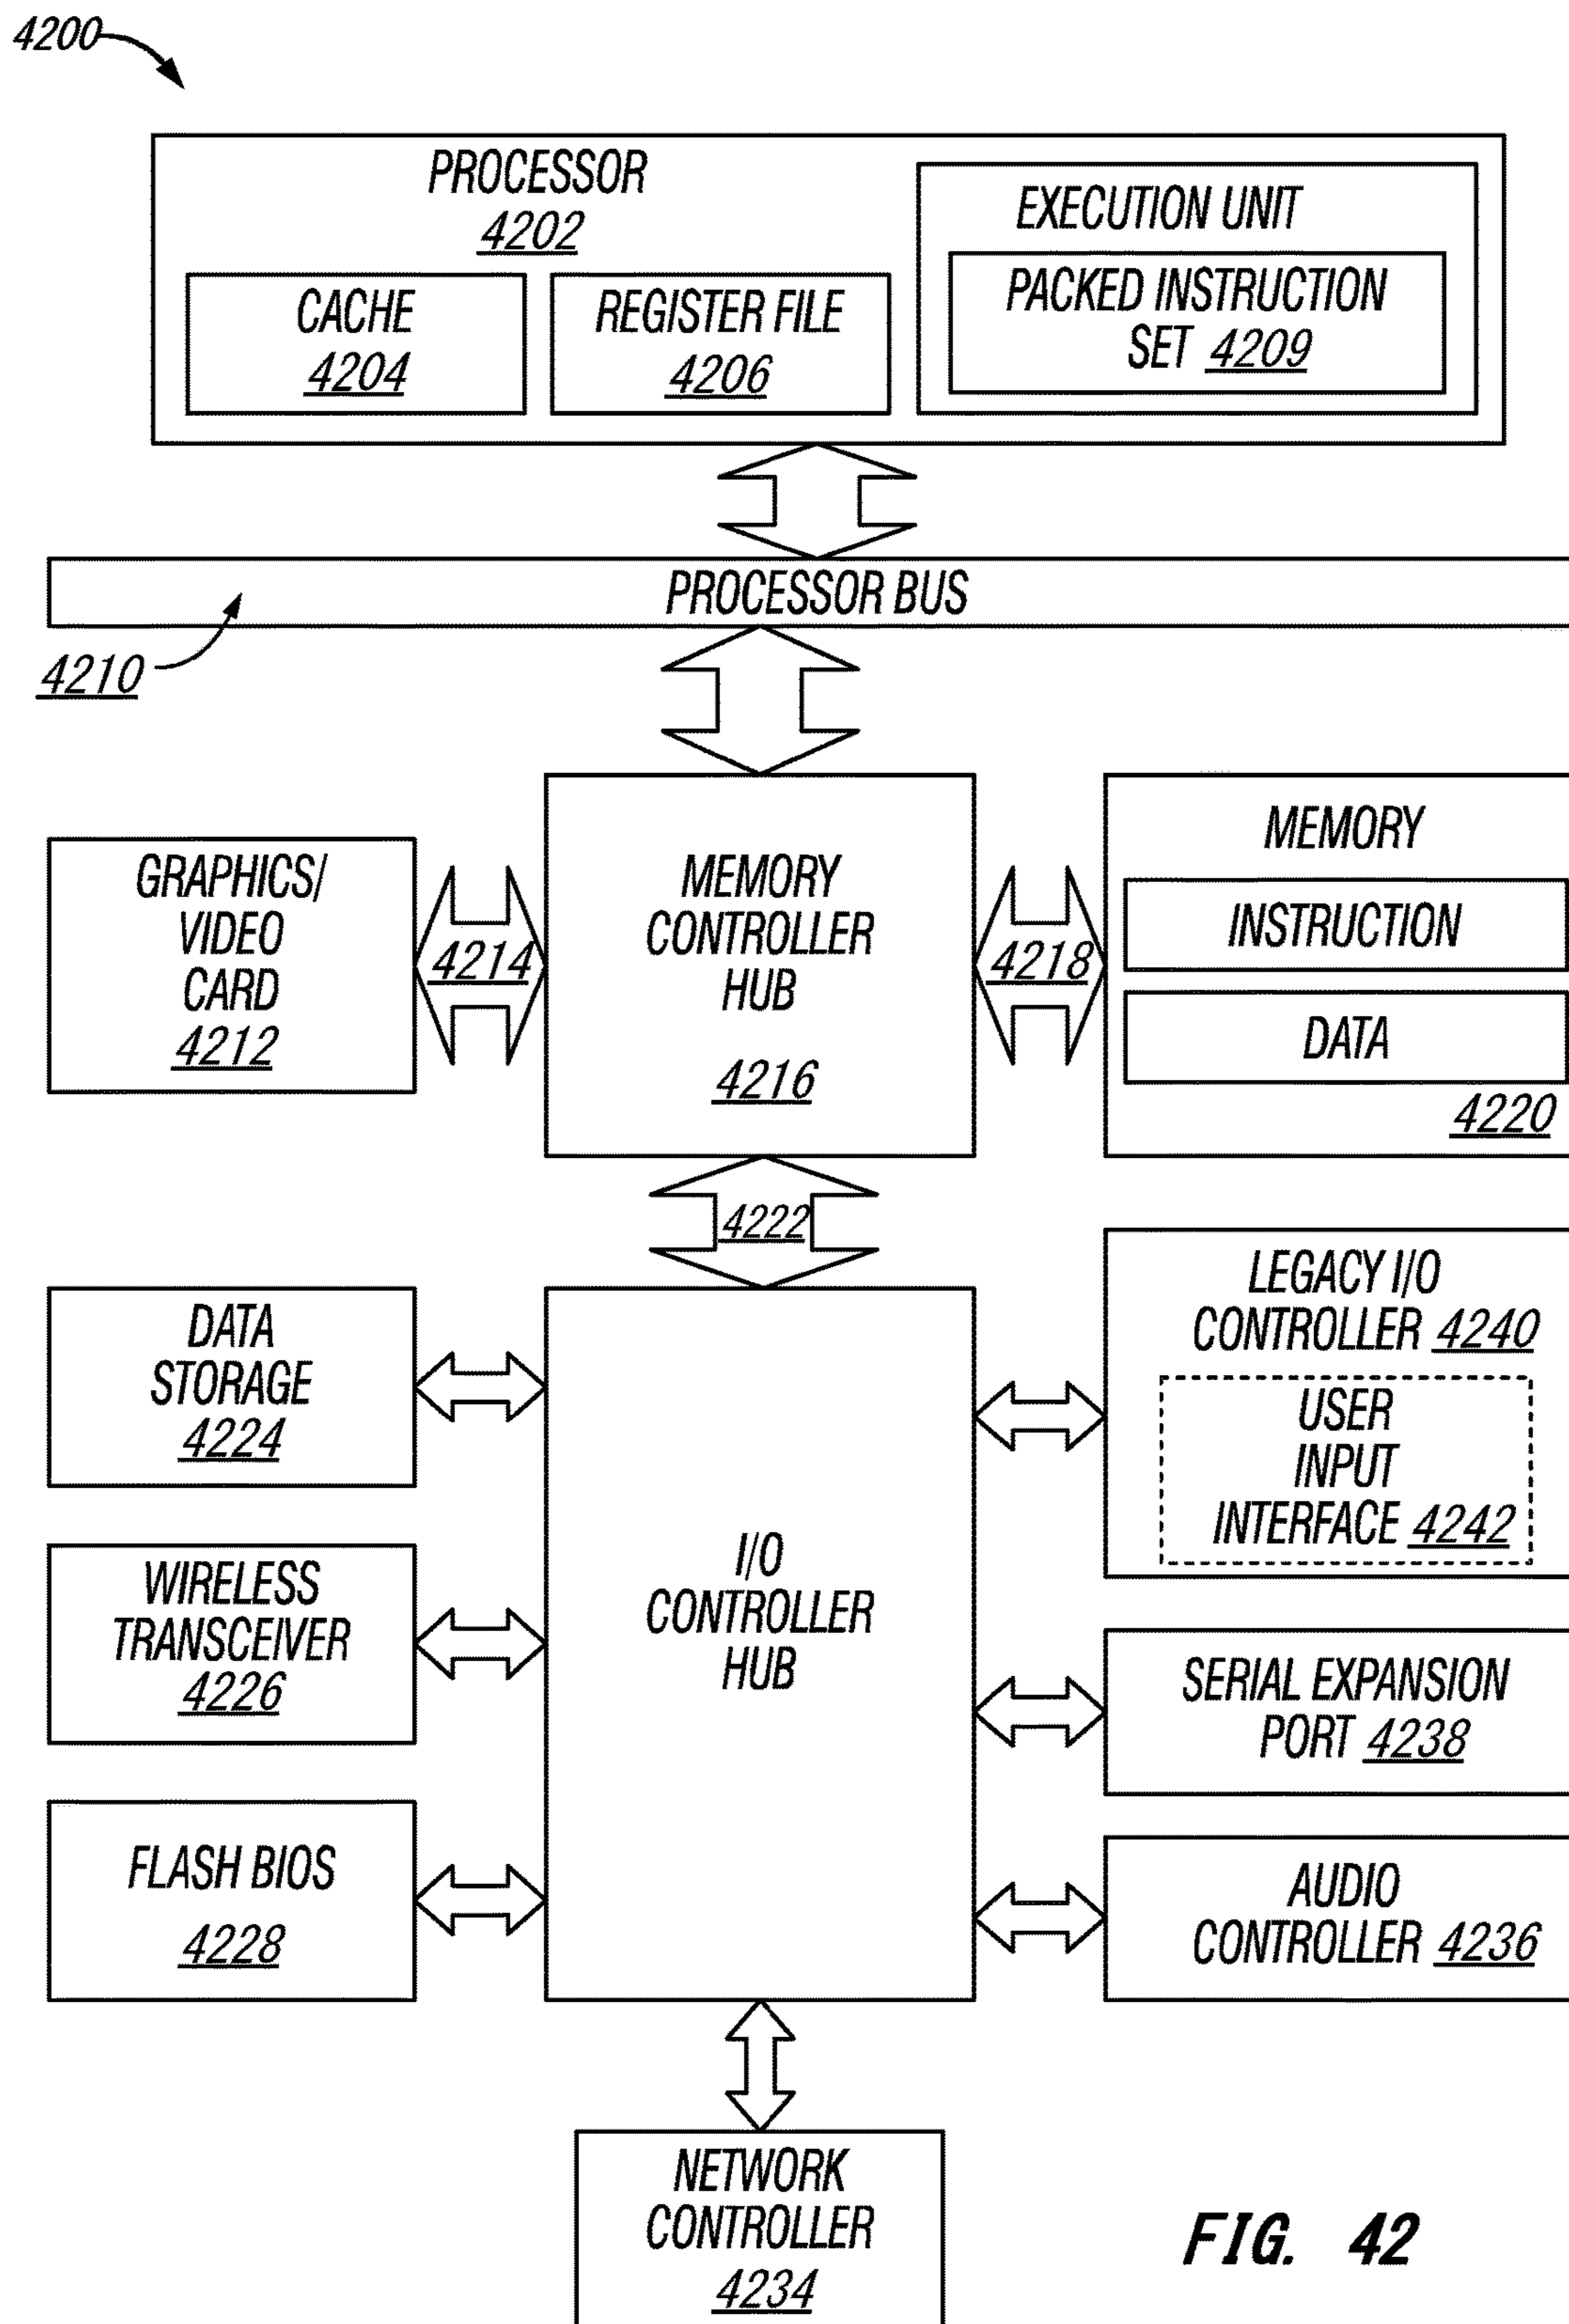 4200
PROCESSOR
4202
CACHE
4204
REGISTER FILE
4206
EXECUTION UNIT
PACKED INSTRUCTION
SET 4209
PROCESSOR BUS
4210
GRAPHICS/
VIDEO
CARD
4212
4214
MEMORY
CONTROLLER
HUB
4216
4218
MEMORY
INSTRUCTION
DATA
4220
4222
DATA
STORAGE
4224
WIRELESS
TRANSCEIVER
4226
FLASH BIOS
4228
I/O
CONTROLLER
HUB
LEGACY I/O
CONTROLLER 4240
USER
INPUT
INTERFACE 4242
SERIAL EXPANSION
PORT 4238
AUDIO
CONTROLLER 4236
NETWORK
CONTROLLER
4234
FIG. 42